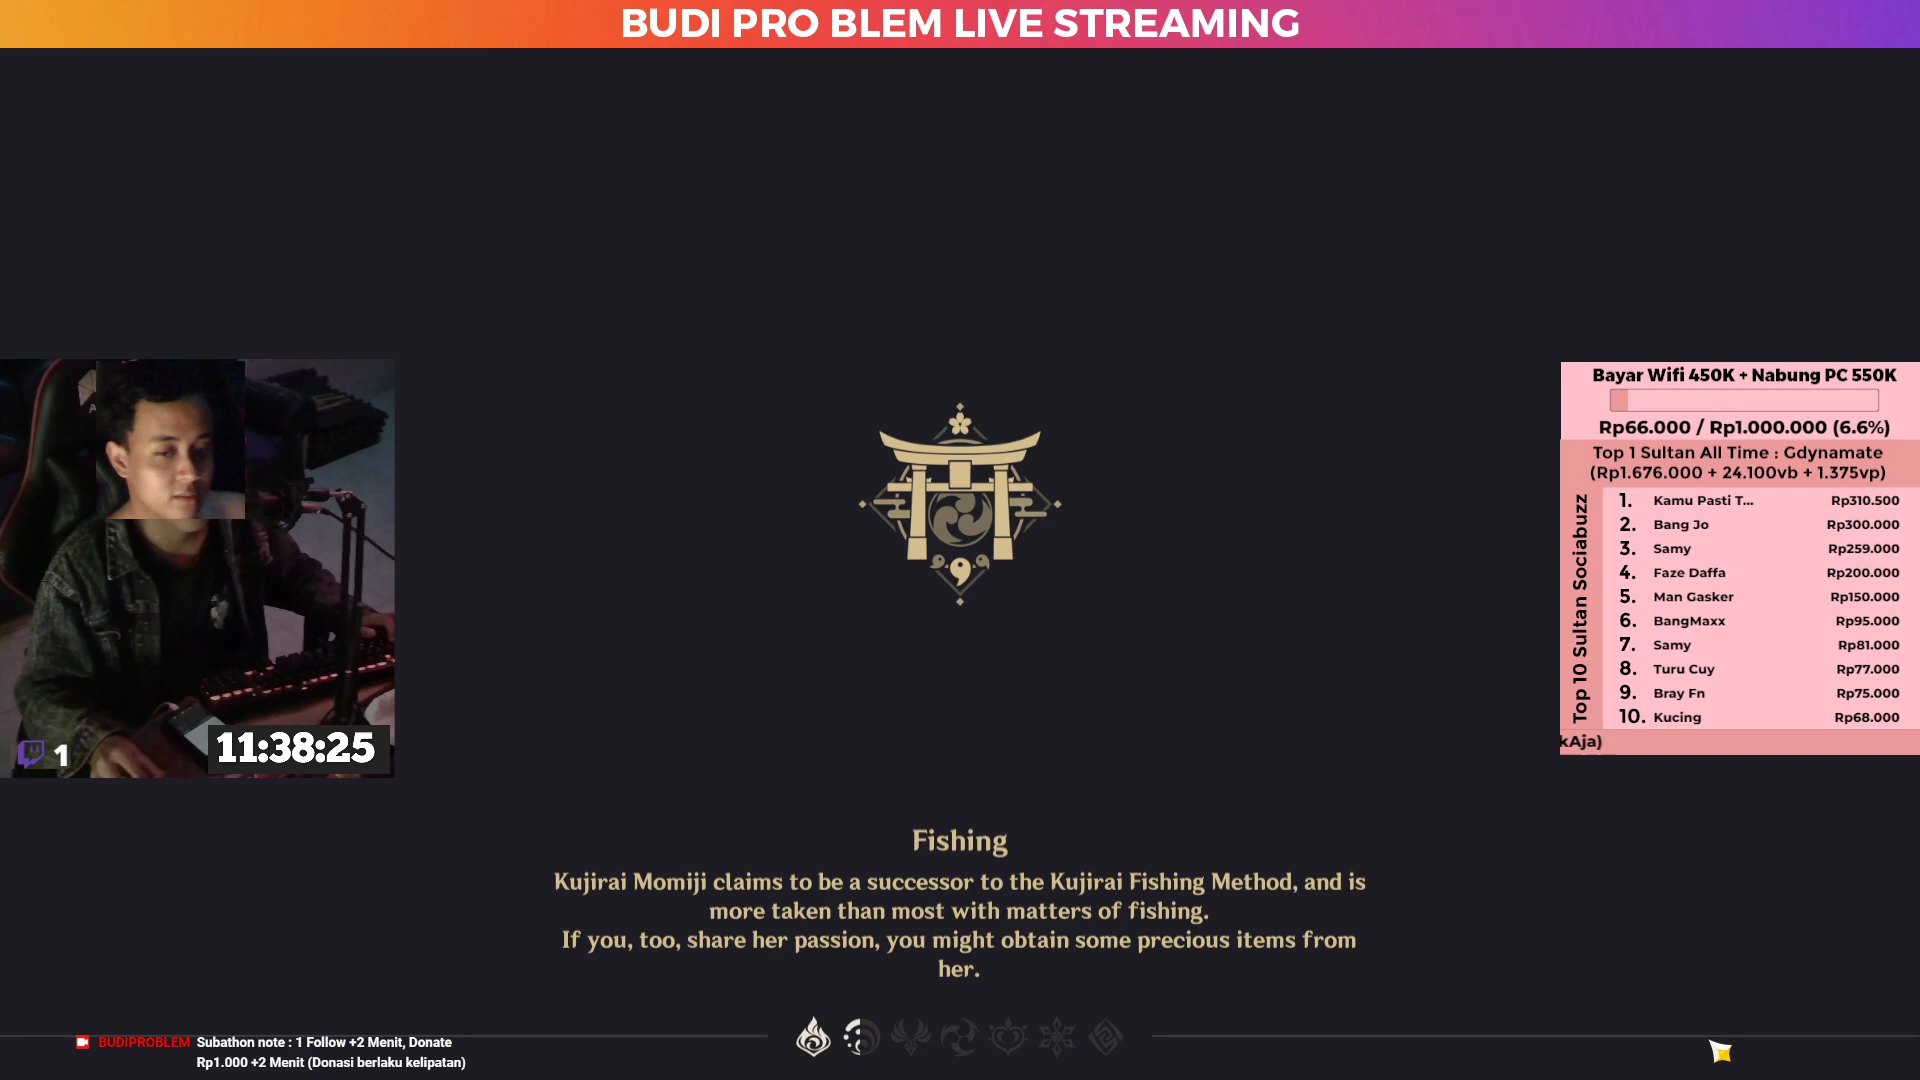 BUDI PRO BLEM LIVE STREAMING
Bayar Wifi 450K + Nabung PC 550K
Rp66.000 / Rp1.000.000 (6.6%)
Top 1 Sultan All Time : Gdynamate
(Rp1.676.000 + 24.100vb + 1.375vp)
Top 10 Sultan Sociabuzz
1. Kamu Pasti T... Rp310.500
2. Bang Jo Rp300.000
3. Samy Rp259.000
4. Faze Daffa Rp200.000
5. Man Gasker Rp150.000
6. BangMaxx Rp95.000
7. Samy Rp81.000
8. Turu Cuy Rp77.000
9. Bray Fn Rp75.000
10. Kucing Rp68.000
kAja)
1
11:38:25
Fishing
Kujirai Momiji claims to be a successor to the Kujirai Fishing Method, and is
more taken than most with matters of fishing.
If you, too, share her passion, you might obtain some precious items from
her.
BUDIPROBLEM Subathon note : 1 Follow +2 Menit, Donate
Rp1.000 +2 Menit (Donasi berlaku kelipatan)